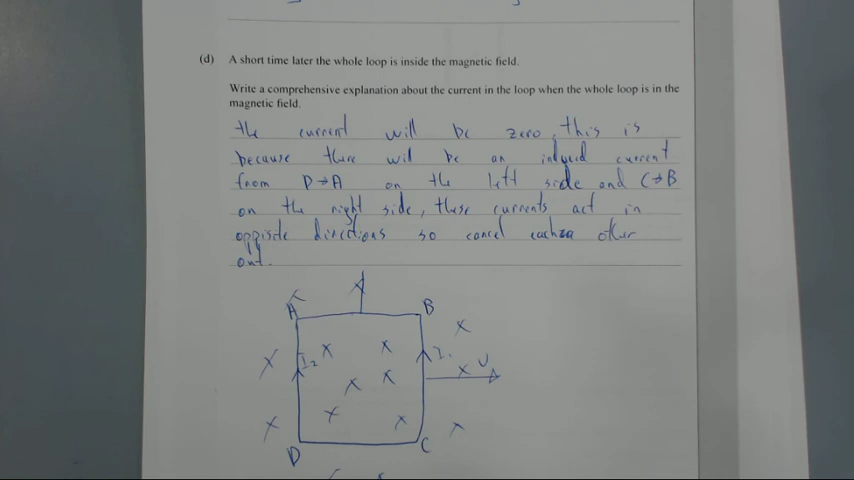 (d) A short time later the whole loop is inside the magnetic field.
Write a comprehensive explanation about the current in the loop when the whole loop is in the
magnetic field.
the current will be zero, this is
because there will be an current
from D→A on the left side and C→B
on the right side, these currents act in
directions so cancel other
out.
A B
X
X X X I₁
I₂ X U
X X
X X X
D C